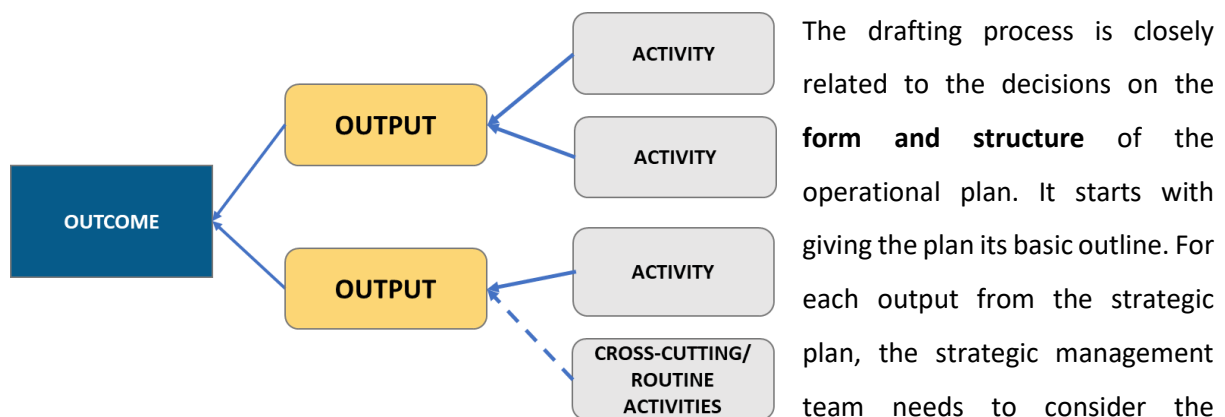 OUTCOME
OUTPUT
OUTPUT
ACTIVITY
ACTIVITY
ACTIVITY
CROSS-CUTTING/
ROUTINE
ACTIVITIES
The drafting process is closely
related to the decisions on the
form and structure of the
operational plan. It starts with
giving the plan its basic outline. For
each output from the strategic
plan, the strategic management
team needs to consider the